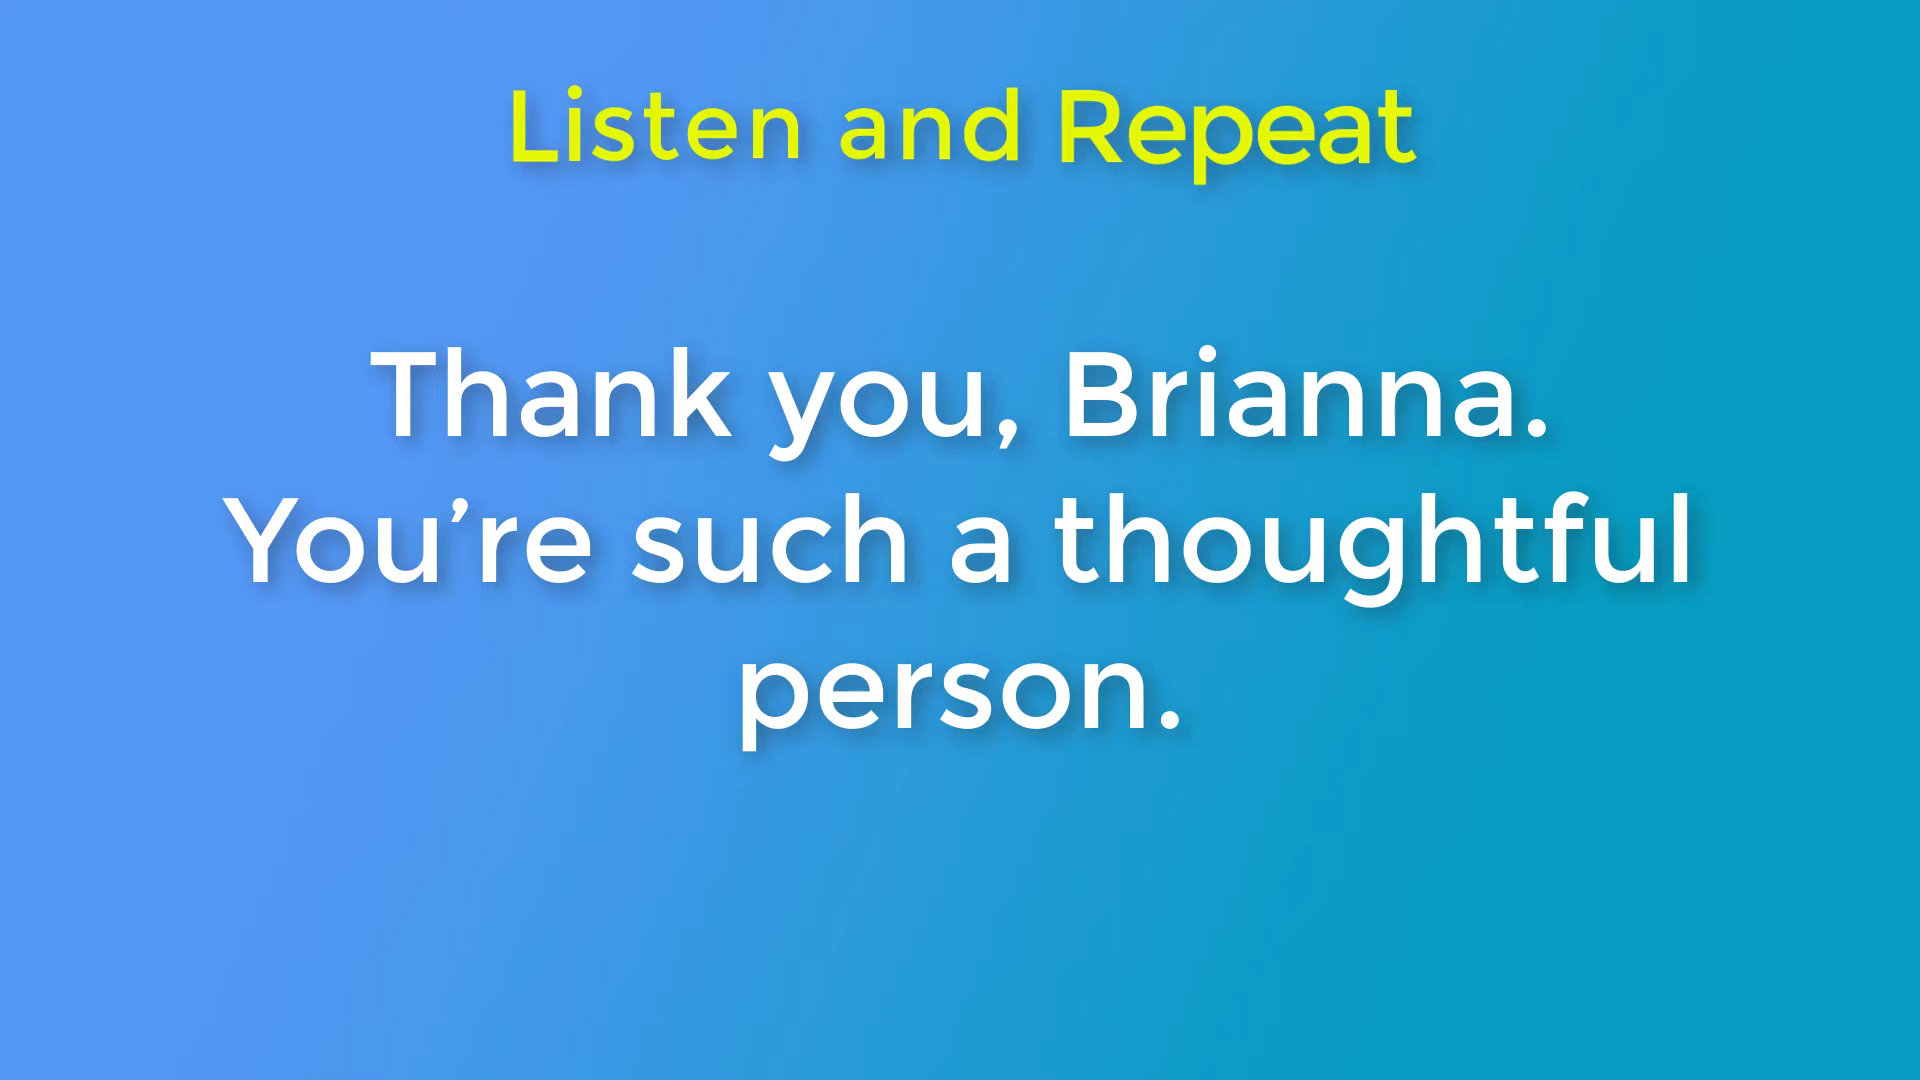 Listen and Repeat
Thank you, Brianna.
You’re such a thoughtful
person.